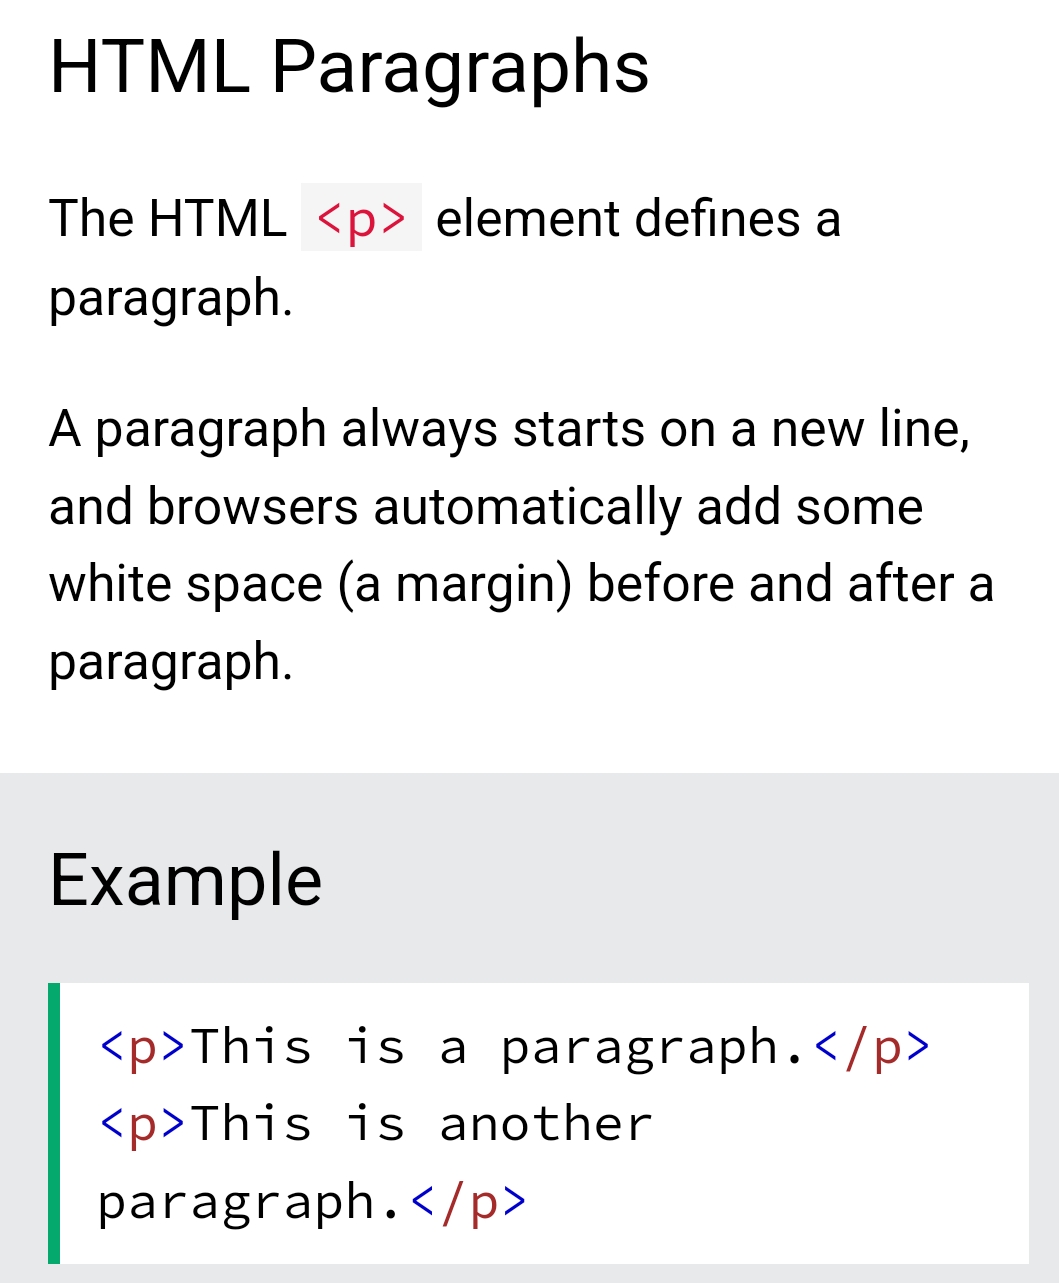 HTML Paragraphs
The HTML <p> element defines a
paragraph.
A paragraph always starts on a new line,
and browsers automatically add some
white space (a margin) before and after a
paragraph.
Example
<p>This is a paragraph.</p>
<p>This is another
paragraph.</p>